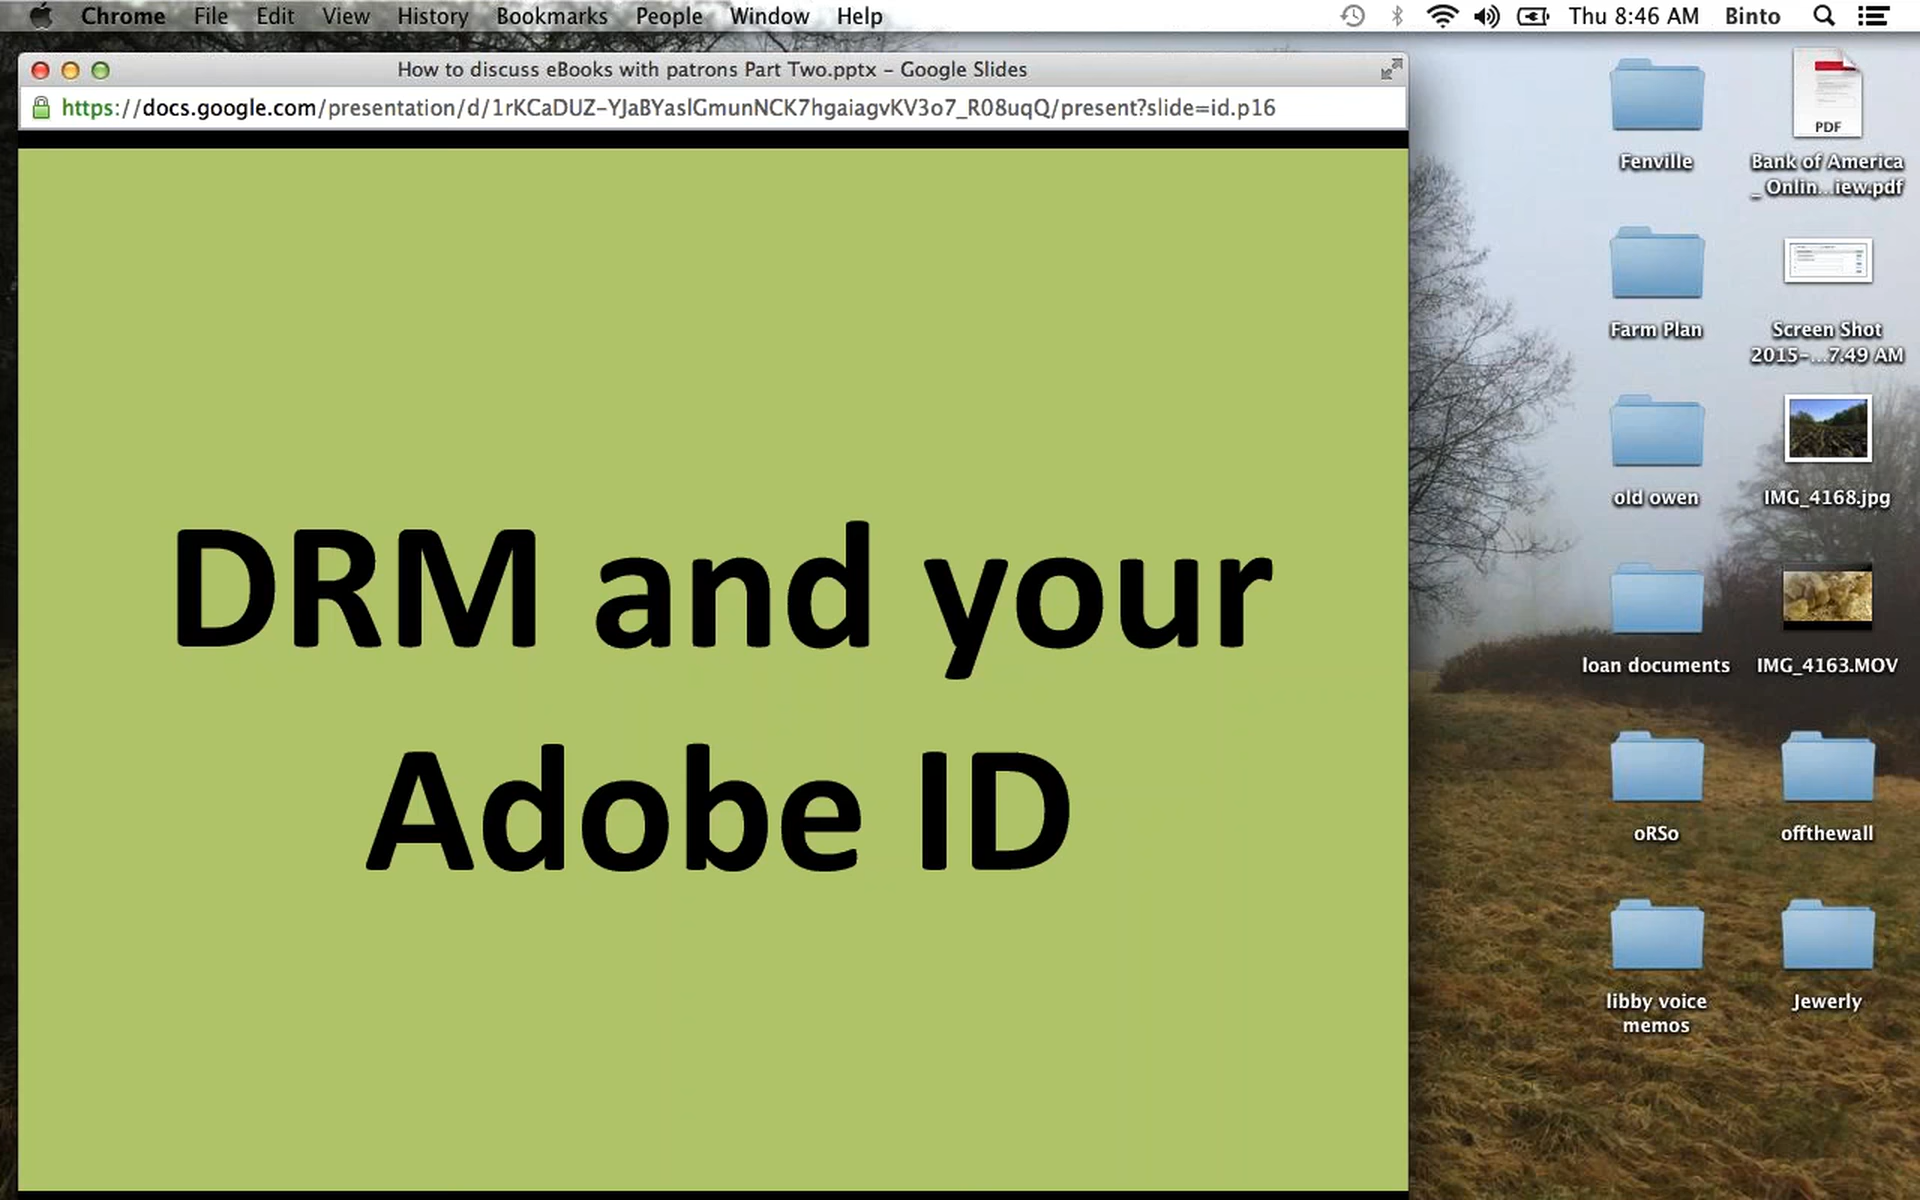 Chrome File Edit View History Bookmarks People Window Help Thu 8:46 AM Binto
How to discuss eBooks with patrons Part Two.pptx - Google Slides
https://docs.google.com/presentation/d/1rKCaDUZ-YJaBYaslGmunNCK7hgaiagvKV3o7_R08uqQ/present?slide=id.p16
DRM and your
Adobe ID
Fenville
PDF
Bank of America
_ Onlin...iew.pdf
Farm Plan
Screen Shot
2015-...7.49 AM
old owen
IMG_4168.jpg
loan documents
IMG_4163.MOV
oRSo
offthewall
libby voice
memos
Jewerly